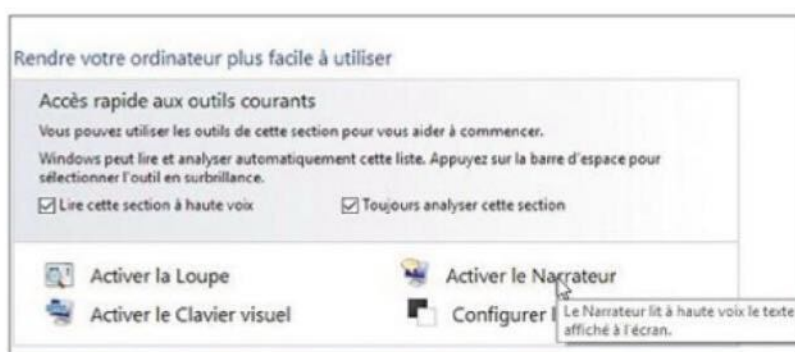 Rendre votre ordinateur plus facile à utiliser
Accès rapide aux outils courants
Vous pouvez utiliser les outils de cette section pour vous aider à commencer.
Windows peut lire et analyser automatiquement cette liste. Appuyez sur la barre d'espace pour
sélectionner l'outil en surbrillance.
Lire cette section à haute voix Toujours analyser cette section
Activer la Loupe Activer le Narrateur
Activer le Clavier visuel Configurer
Le Narrateur lit à haute voix le texte
affiché à l'écran.